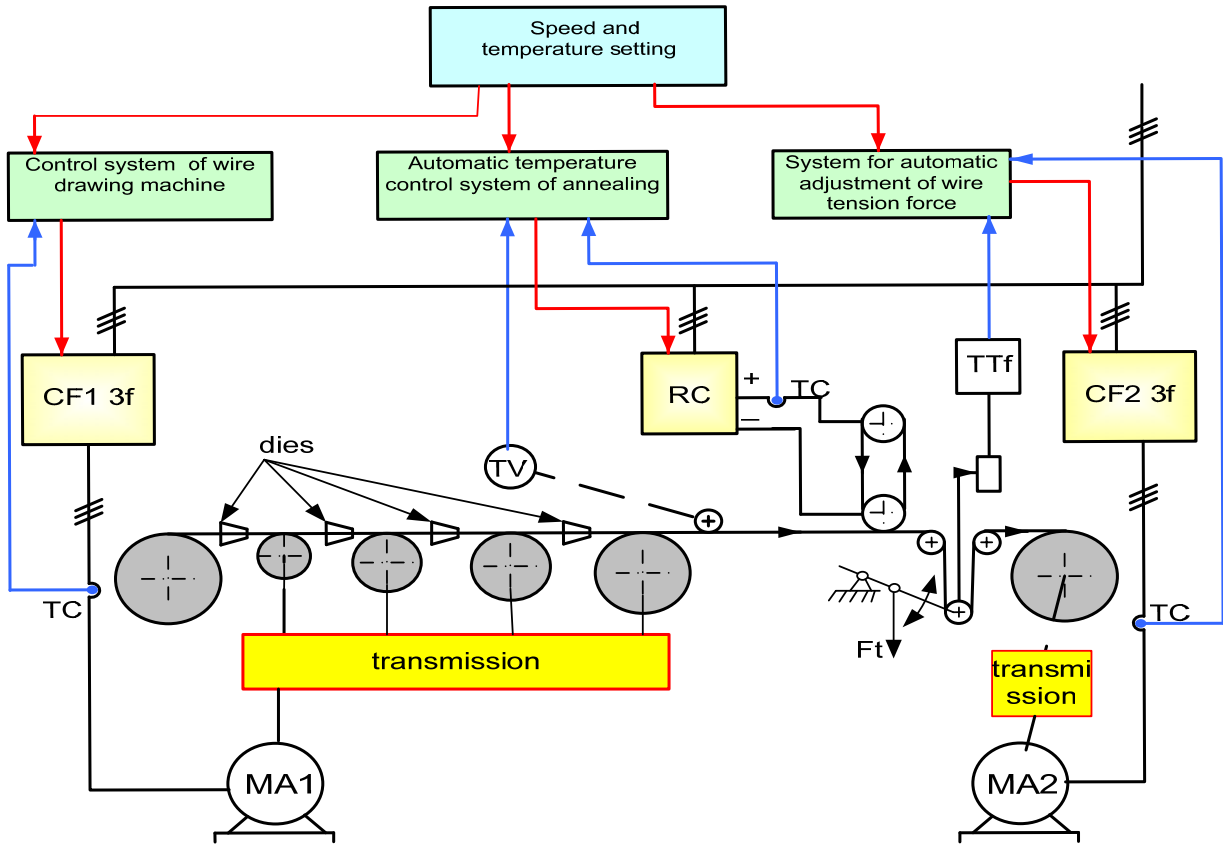 Speed and
temperature setting
Control system of wire
drawing machine
Automatic temperature
control system of annealing
System for automatic
adjustment of wire
tension force
CF1 3f
RC
+
_
TC
TTf
CF2 3f
dies
TV
TC
TC
Ft
transmission
transmi
ssion
MA1
MA2